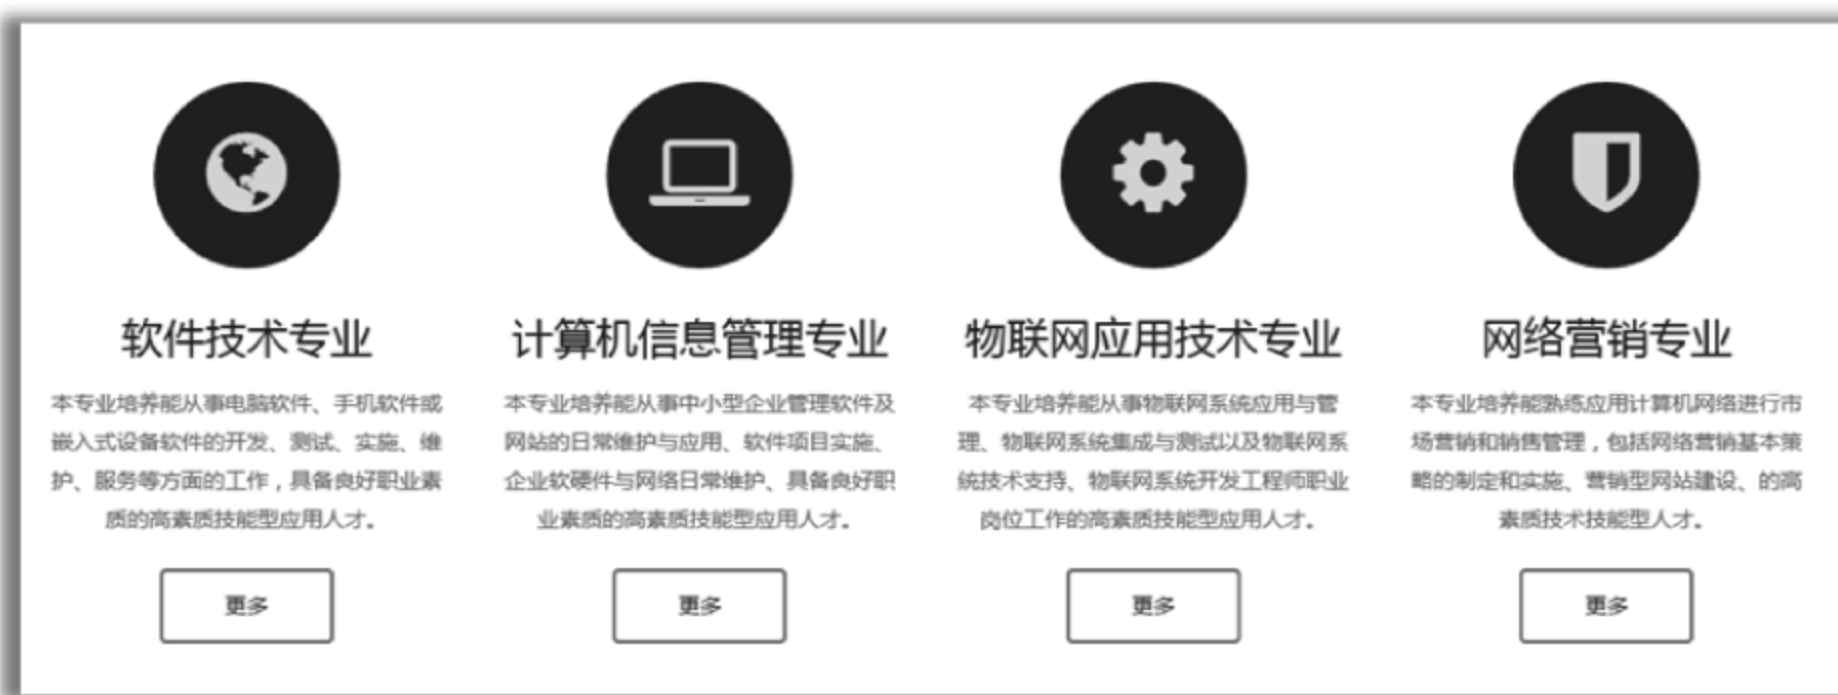 软件技术专业
本专业培养能从事电脑软件、手机软件或
嵌入式设备软件的开发、测试、实施、维
护、服务等方面的工作，具备良好职业素
质的高素质技能型应用人才。
更多
计算机信息管理专业
本专业培养能从事中小型企业管理软件及
网站的日常维护与应用、软件项目实施、
企业软硬件与网络日常维护、具备良好职
业素质的高素质技能型应用人才。
更多
物联网应用技术专业
本专业培养能从事物联网系统应用与管
理、物联网系统集成与测试以及物联网系
统技术支持、物联网系统开发工程师职业
岗位工作的高素质技能型应用人才。
更多
网络营销专业
本专业培养能熟练应用计算机网络进行市
场营销和销售管理，包括网络营销基本策
略的制定和实施、营销型网站建设、的高
素质技术技能型人才。
更多